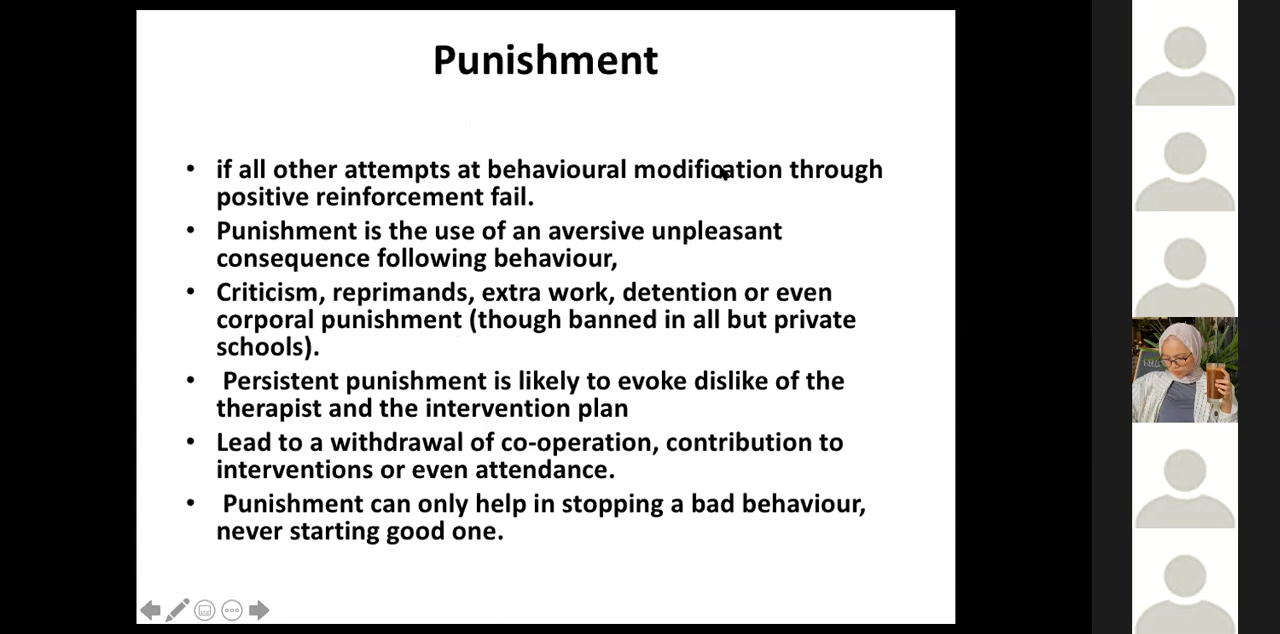 Punishment
• if all other attempts at behavioural modification through
positive reinforcement fail.
• Punishment is the use of an aversive unpleasant
consequence following behaviour,
• Criticism, reprimands, extra work, detention or even
corporal punishment (though banned in all but private
schools).
• Persistent punishment is likely to evoke dislike of the
therapist and the intervention plan
• Lead to a withdrawal of co-operation, contribution to
interventions or even attendance.
• Punishment can only help in stopping a bad behaviour,
never starting good one.